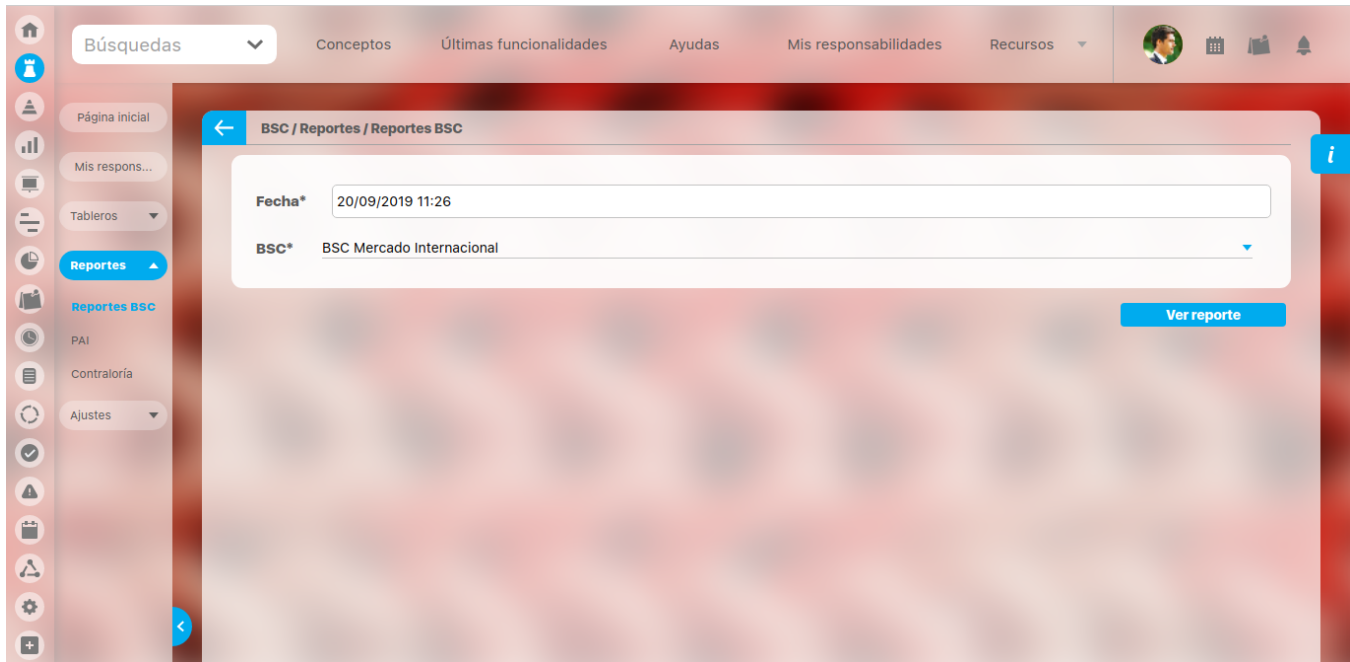 Búsquedas
Conceptos
Últimas funcionalidades
Ayudas
Mis responsabilidades
Recursos
Página inicial
Mis respons...
Tableros
Reportes
Reportes BSC
PAI
Contraloría
Ajustes
BSC / Reportes / Reportes BSC
i
Fecha* 20/09/2019 11:26
BSC* BSC Mercado Internacional
Ver reporte